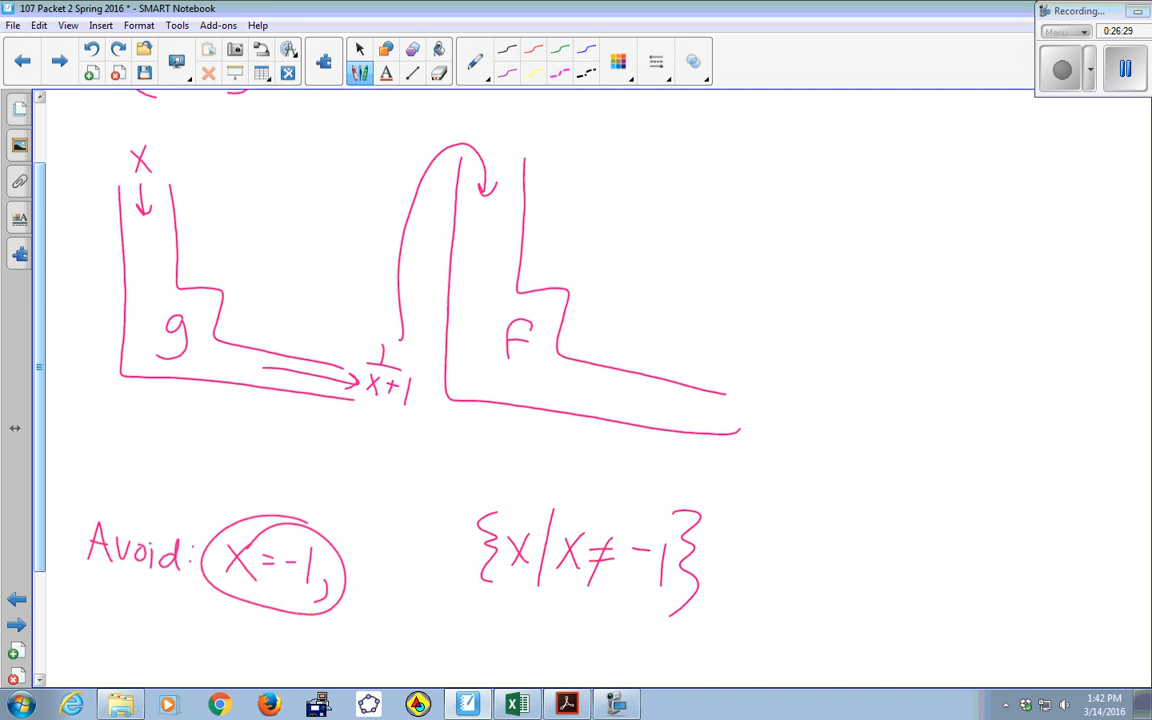 107 Packet 2 Spring 2016 * - SMART Notebook
Recording...
File Edit View Insert Format Tools Add-ons Help
Menu
0:26:29
X
g
1
x+1
F
Avoid: X = -1,
{x/x≠ -1}
1:42 PM
3/14/2016